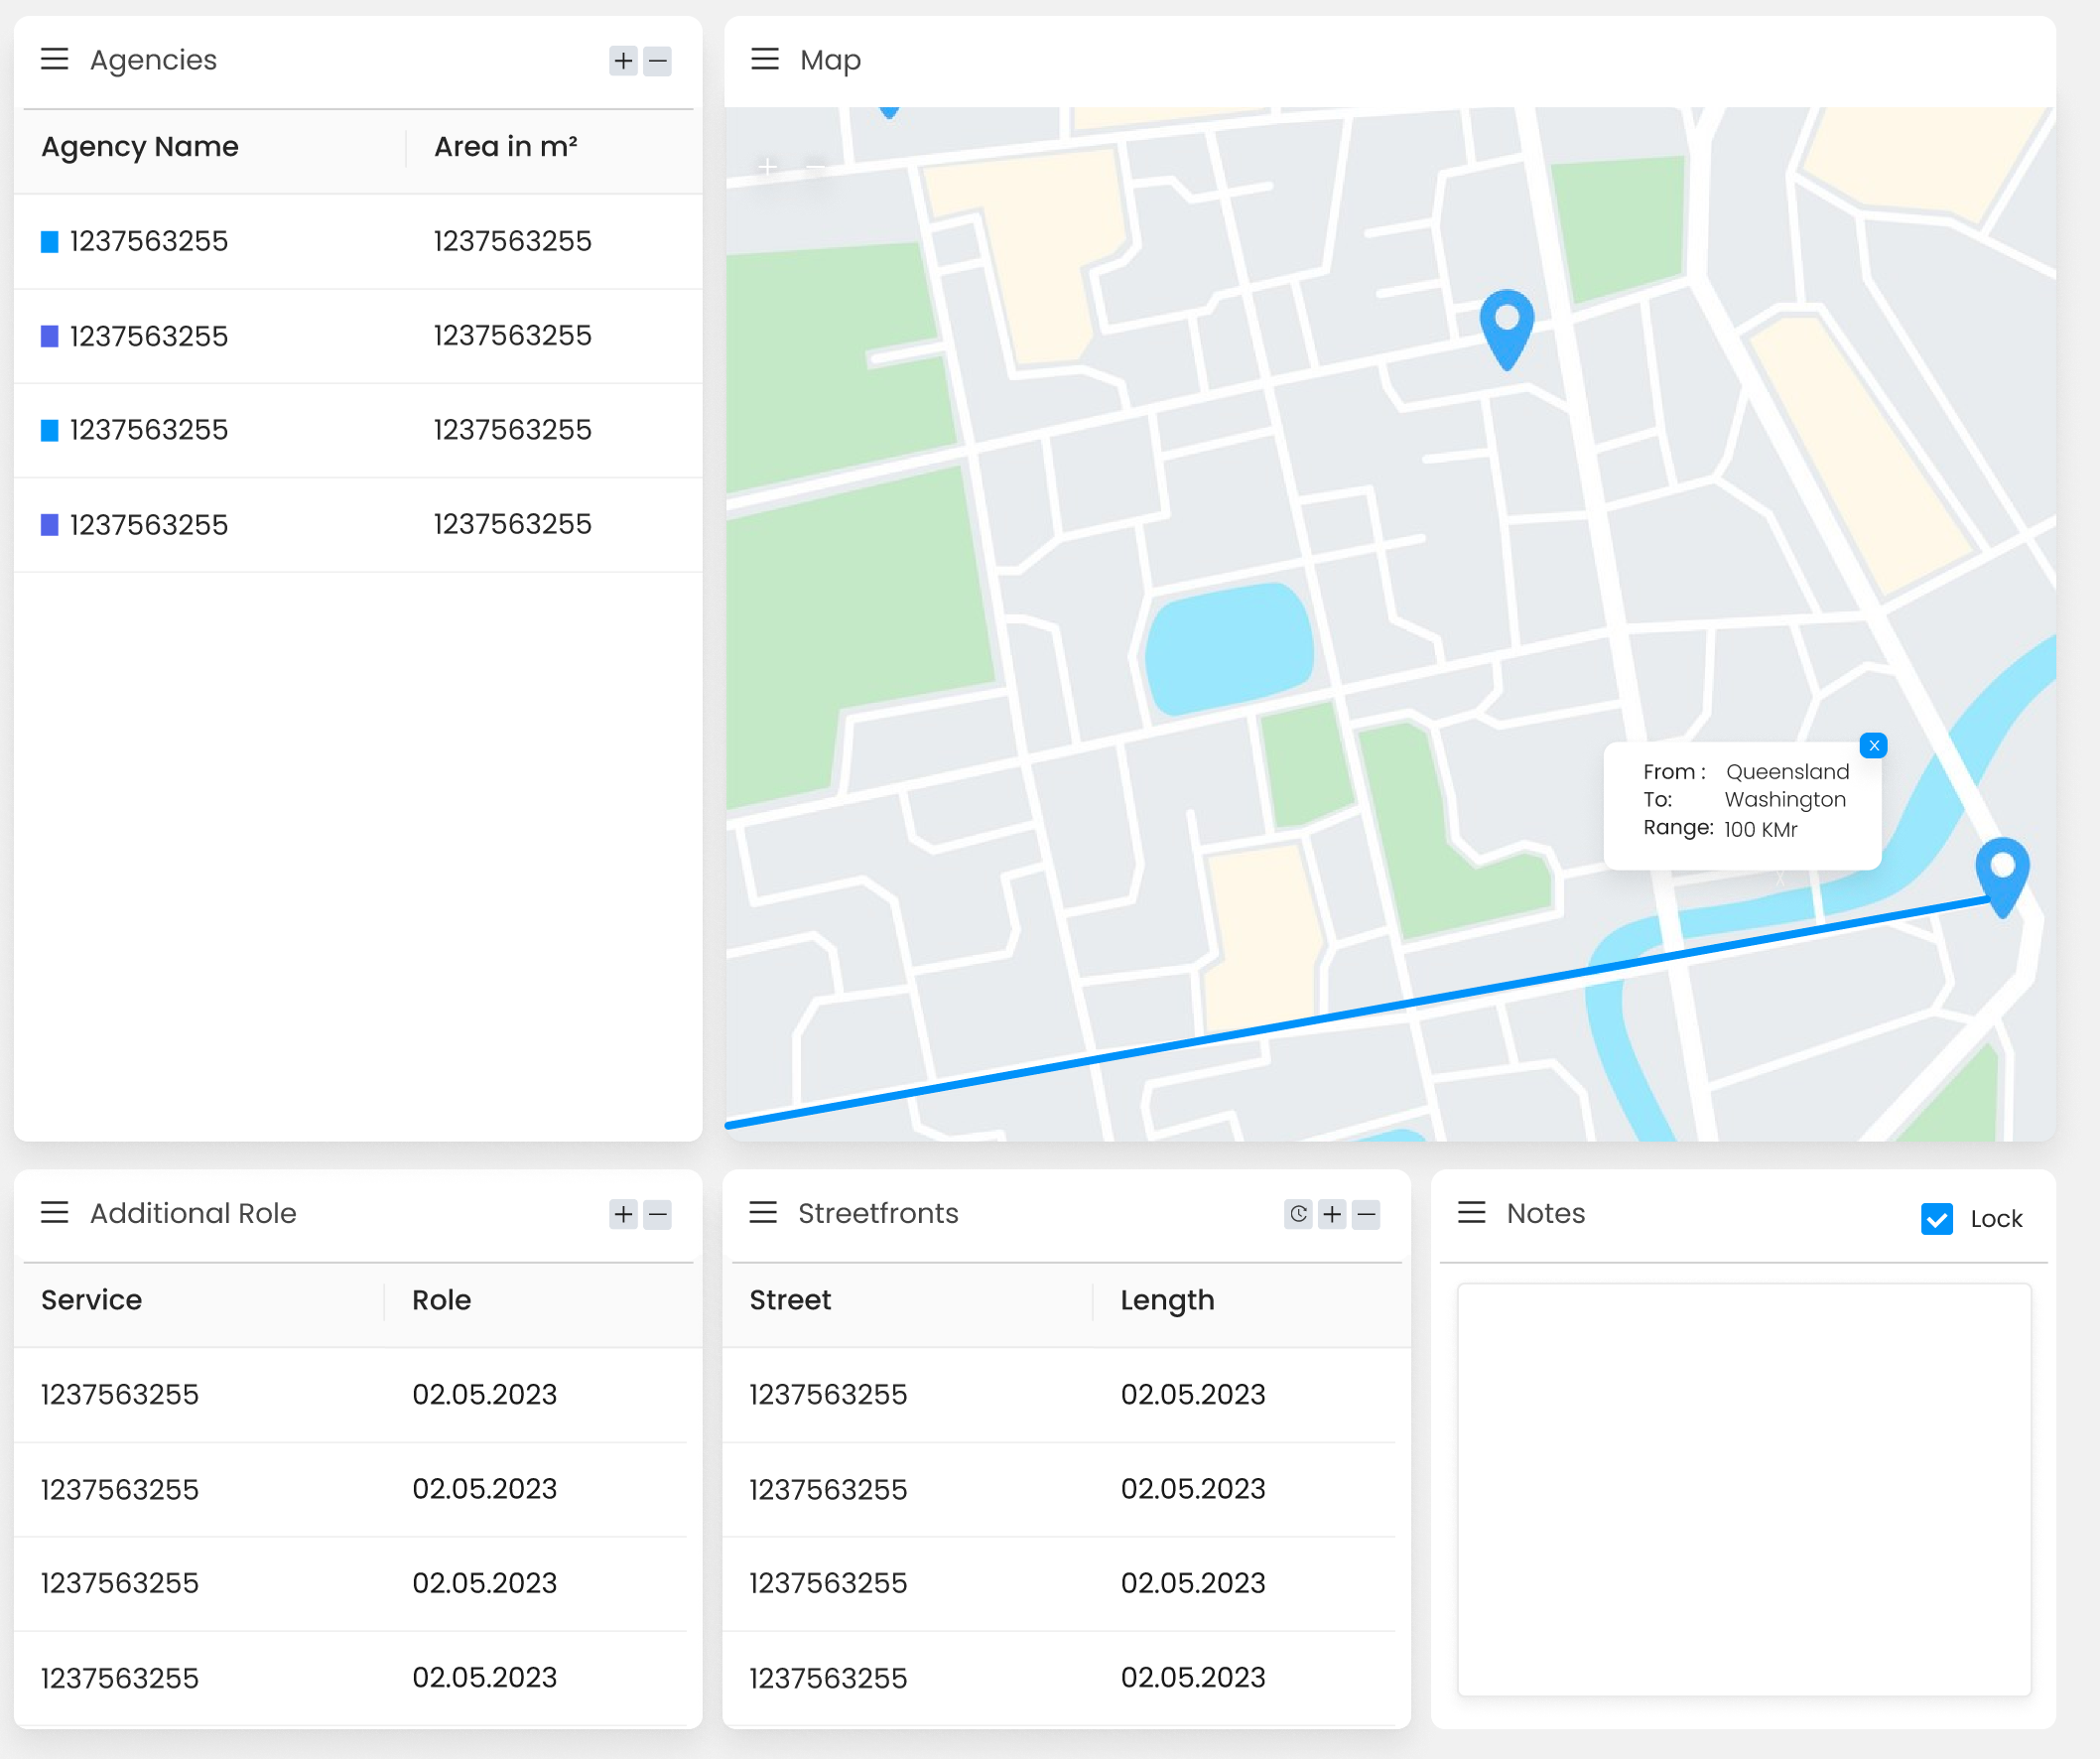 Agencies
Agency Name Area in m²
1237563255 1237563255
1237563255 1237563255
1237563255 1237563255
1237563255 1237563255
Map
X
From : Queensland
To: Washington
Range: 100 KMr
X
Additional Role
Service Role
1237563255 02.05.2023
1237563255 02.05.2023
1237563255 02.05.2023
1237563255 02.05.2023
Streetfronts
Street Length
1237563255 02.05.2023
1237563255 02.05.2023
1237563255 02.05.2023
1237563255 02.05.2023
Notes
Lock